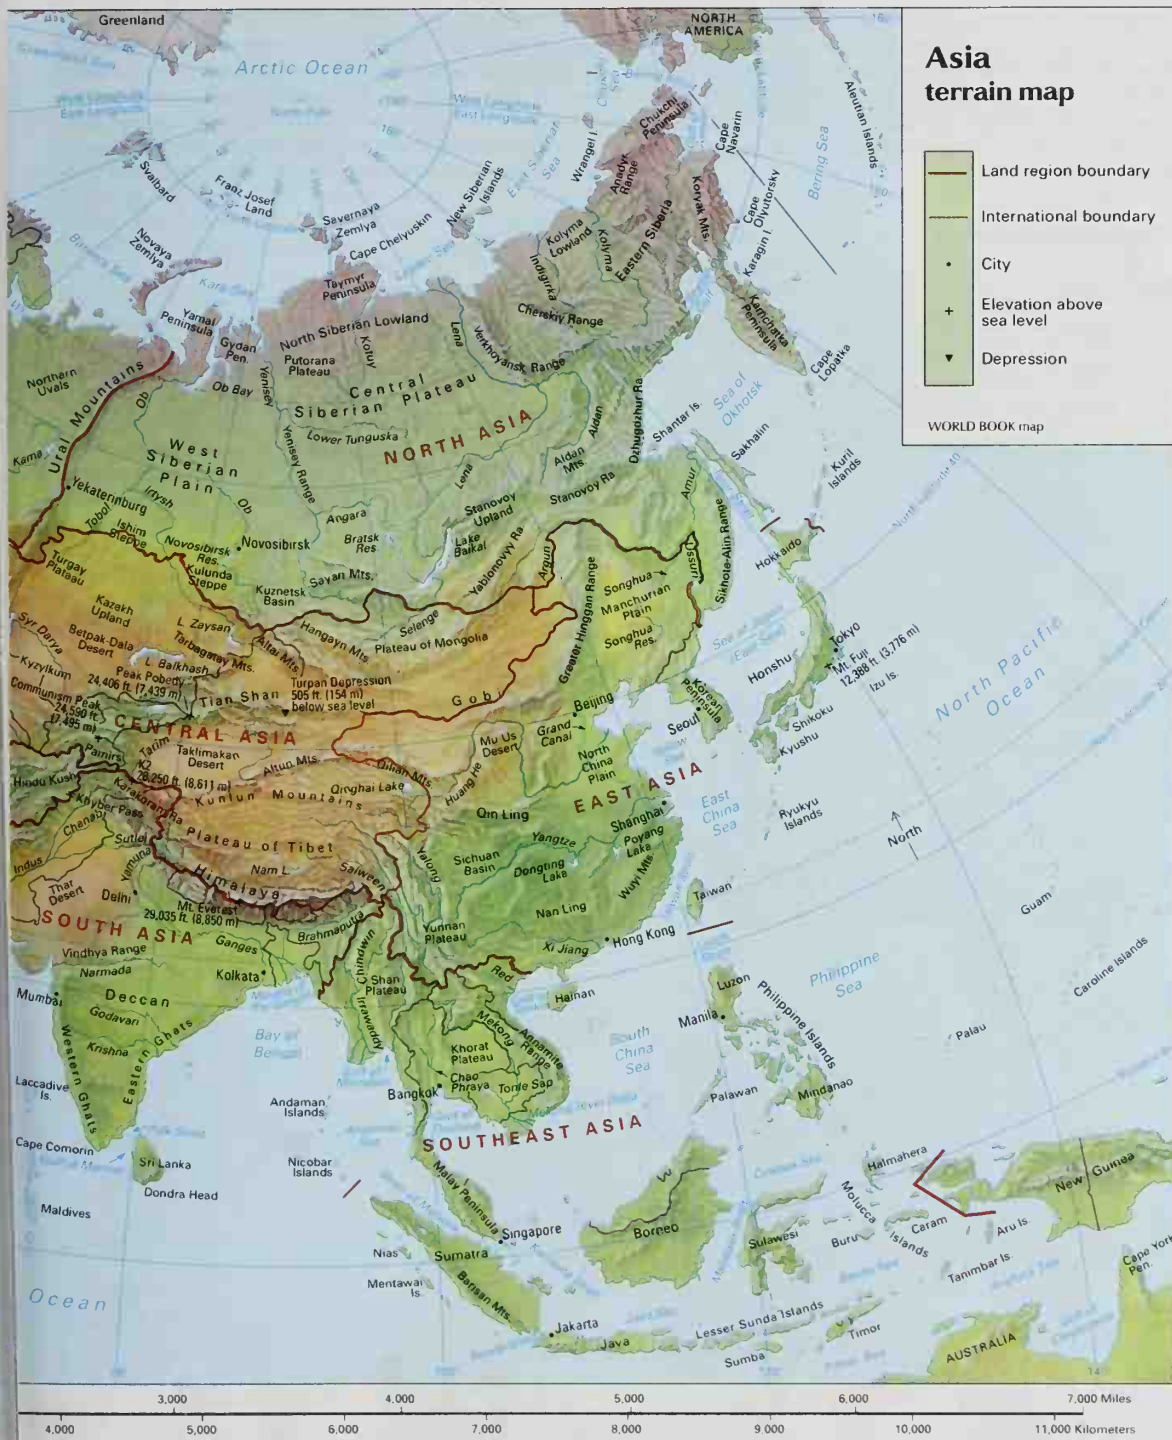 Greenland
NORTH
AMERICA
Arctic Ocean
Asia
terrain map
Land region boundary
International boundary
City
Elevation above
sea level
Depression
WORLD BOOK map
Aleutian Islands
Bering Sea
Chukchi
Peninsula
Cape
Navarin
Wrangel I.
Anadyr
Range
Koryak Mts.
Cape
Olyutorsky
Karagin I.
East Siberian
Sea
New Siberian
Islands
Svalbard
Franz Josef
Land
Severnaya
Zemlya
Cape Chelyuskin
Novaya
Zemlya
Kara Sea
Taymyr
Peninsula
Kolyma
Lowland
Kolyma
Eastern Siberia
Indigirka
Cherskiy Range
Kamchatka
Peninsula
Cape
Lopatka
Yamal
Peninsula
Gydan
Pen.
North Siberian Lowland
Putorana
Plateau
Kotuy
Lena
Verkhoyansk Range
Northern
Uvals
Ural Mountains
Ob
Ob Bay
Yenisey
Central
Siberian Plateau
Lower Tunguska
NORTH ASIA
Aldan
Dzhugdzhur Ra
Shantar Is.
Sea of
Okhotsk
Sakhalin
Kuril
Islands
Kama
West
Siberian
Plain
Yenisey Range
Lena
Aldan
Mts.
Stanovoy Ra
Amur
Yekaterinburg
Irtysh
Ob
Tobol
Ishim
Steppe
Novosibirsk
Res.
Novosibirsk
Angara
Bratsk
Res.
Stanovoy
Upland
Lake
Baikal
Yablonovyy Ra
Argun
Ussuri
Sikhote-Alin Range
Hokkaido
Turgay
Plateau
Kulunda
Steppe
Kuznetsk
Basin
Sayan Mts.
Kazakh
Upland
L. Zaysan
Tarbagatay Mts.
Altai Mts.
Hangayn Mts.
Selenge
Plateau of Mongolia
Greater Hinggan Range
Songhua
Manchurian
Plain
Songhua
Res.
Syr Darya
Betpak-Dala
Desert
L. Balkhash
Kyzylkum
Peak Pobedy
24,406 ft. (7,439 m)
Communism Peak
24,590 ft.
(7,495 m)
Tian Shan
Turpan Depression
505 ft. (154 m)
below sea level
Gobi
CENTRAL ASIA
Beijing
Seoul
Korean
Peninsula
Honshu
Tokyo
Mt. Fuji
12,388 ft. (3,776 m)
Izu Is.
North Pacific
Ocean
Shikoku
Kyushu
Pamirs
Tarim
Taklimakan
Desert
Altun Mts.
Qilian Mts
Mu Us
Desert
Grand
Canal
North
China
Plain
Hindu Kush
K2
28,250 ft. (8,611 m)
Kunlun Mountains
Qinghai Lake
Huang He
EAST ASIA
Karakoram Ra
Khyber Pass
Plateau of Tibet
Qin Ling
Shanghai
East
China
Sea
Ryukyu
Islands
North
Chenab
Sutlej
Indus
Yamuna
Nam L.
Salween
Yalong
Sichuan
Basin
Yangtze
Dongting
Lake
Poyang
Lake
Wuyi Mts.
Thar
Desert
Delhi
Himalaya
Mt. Everest
29,035 ft. (8,850 m)
SOUTH ASIA
Brahmaputra
Yunnan
Plateau
Nan Ling
Taiwan
Guam
Vindhya Range
Ganges
Xi Jiang
Hong Kong
Narmada
Kolkata
Chindwin
Shan
Plateau
Red
Hainan
Luzon
Philippine Islands
Philippine
Sea
Caroline Islands
Mumbai
Deccan
Godavari
Krishna
Western Ghats
Eastern Ghats
Bay of
Bengal
Irrawaddy
Mekong
Khorat
Plateau
Annamite
Range
South
China
Sea
Manila
Palau
Laccadive
Is.
Andaman
Islands
Bangkok
Chao
Phraya
Tonle Sap
Palawan
Mindanao
Cape Comorin
SOUTHEAST ASIA
Sri Lanka
Dondra Head
Nicobar
Islands
Malay Peninsula
Halmahera
New Guinea
Maldives
Singapore
Borneo
Sulawesi
Molucca
Islands
Buru
Ceram
Aru Is.
Nias
Sumatra
Mentawai
Is.
Barisan Mts.
Tanimbar Is.
Cape York
Pen.
Ocean
Jakarta
Java
Lesser Sunda Islands
Sumba
Timor
AUSTRALIA
3,000
4,000
5,000
6,000
7,000 Miles
4,000
5,000
6,000
7,000
8,000
9,000
10,000
11,000 Kilometers